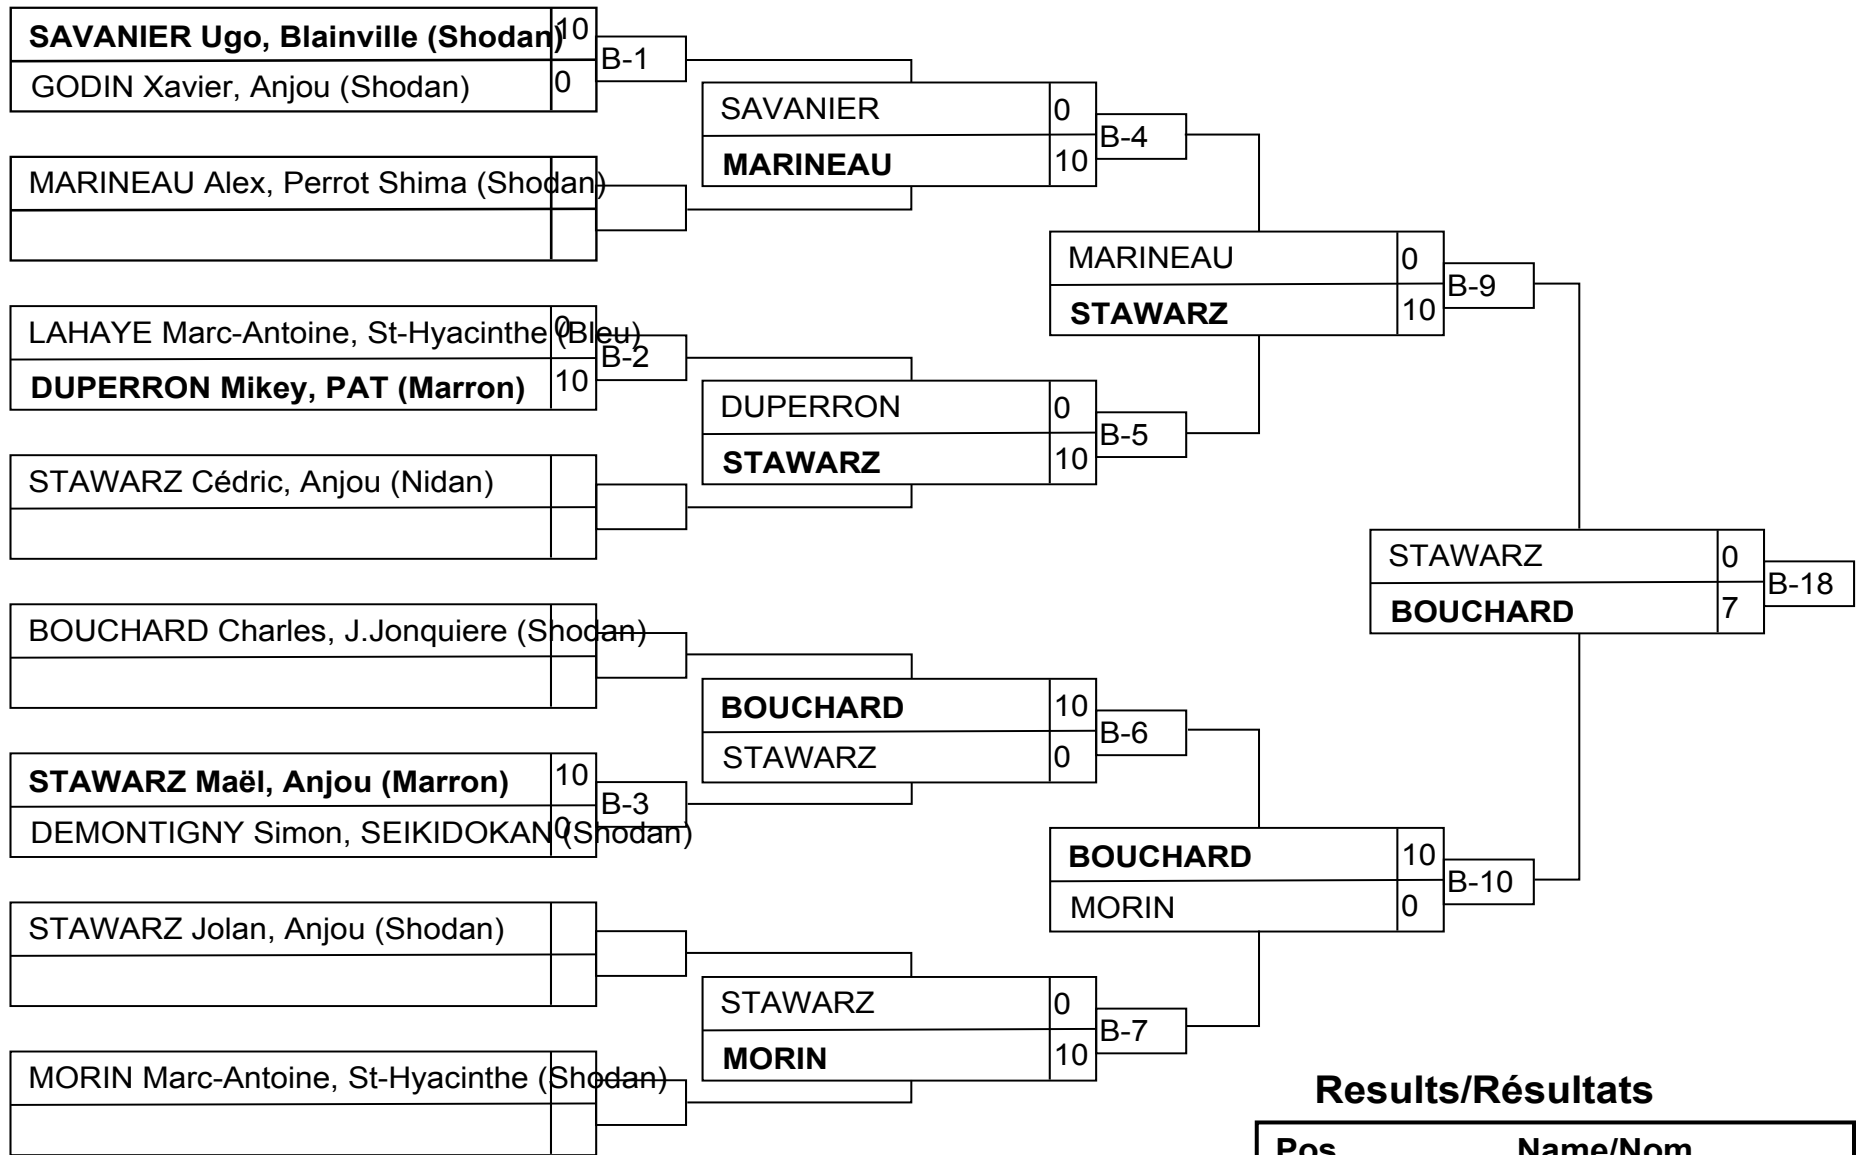 SAVANIER Ugo, Blainville (Shodan) 10
GODIN Xavier, Anjou (Shodan) 0
B-1
MARINEAU Alex, Perrot Shima (Shodan)
LAHAYE Marc-Antoine, St-Hyacinthe (Bleu) 0
DUPERRON Mikey, PAT (Marron) 10
B-2
STAWARZ Cédric, Anjou (Nidan)
BOUCHARD Charles, J.Jonquiere (Shodan)
STAWARZ Maël, Anjou (Marron) 10
DEMONTIGNY Simon, SEIKIDOKAN (Shodan) 0
B-3
STAWARZ Jolan, Anjou (Shodan)
MORIN Marc-Antoine, St-Hyacinthe (Shodan)
SAVANIER 0
MARINEAU 10
B-4
DUPERRON 0
STAWARZ 10
B-5
BOUCHARD 10
STAWARZ 0
B-6
STAWARZ 0
MORIN 10
B-7
MARINEAU 0
STAWARZ 10
B-9
BOUCHARD 10
MORIN 0
B-10
STAWARZ 0
BOUCHARD 7
B-18
Results/Résultats
Pos Name/Nom